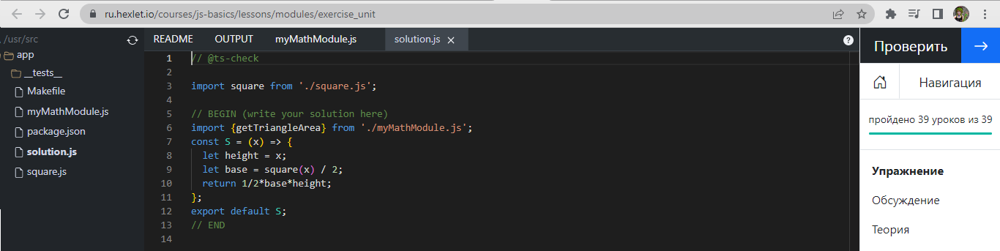 ru.hexlet.io/courses/js-basics/lessons/modules/exercise_unit
/usr/src
app
__tests__
Makefile
myMathModule.js
package.json
solution.js
square.js
README OUTPUT myMathModule.js solution.js
1 // @ts-check
2
3 import square from './square.js';
4
5 // BEGIN (write your solution here)
6 import {getTriangleArea} from './myMathModule.js';
7 const S = (x) => {
8 let height = x;
9 let base = square(x) / 2;
10 return 1/2*base*height;
11 };
12 export default S;
13 // END
14
Проверить
Навигация
пройдено 39 уроков из 39
Упражнение
Обсуждение
Теория